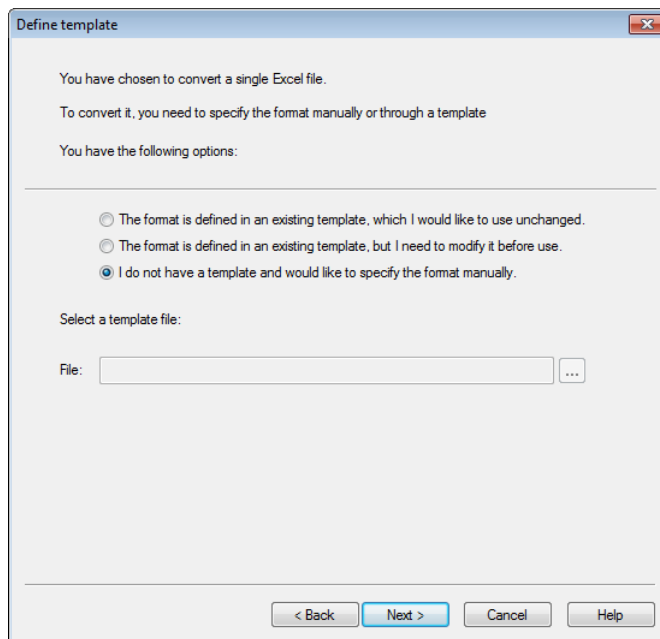 Define template
You have chosen to convert a single Excel file.
To convert it, you need to specify the format manually or through a template
You have the following options:
The format is defined in an existing template, which I would like to use unchanged.
The format is defined in an existing template, but I need to modify it before use.
I do not have a template and would like to specify the format manually.
Select a template file:
File: ...
< Back Next > Cancel Help